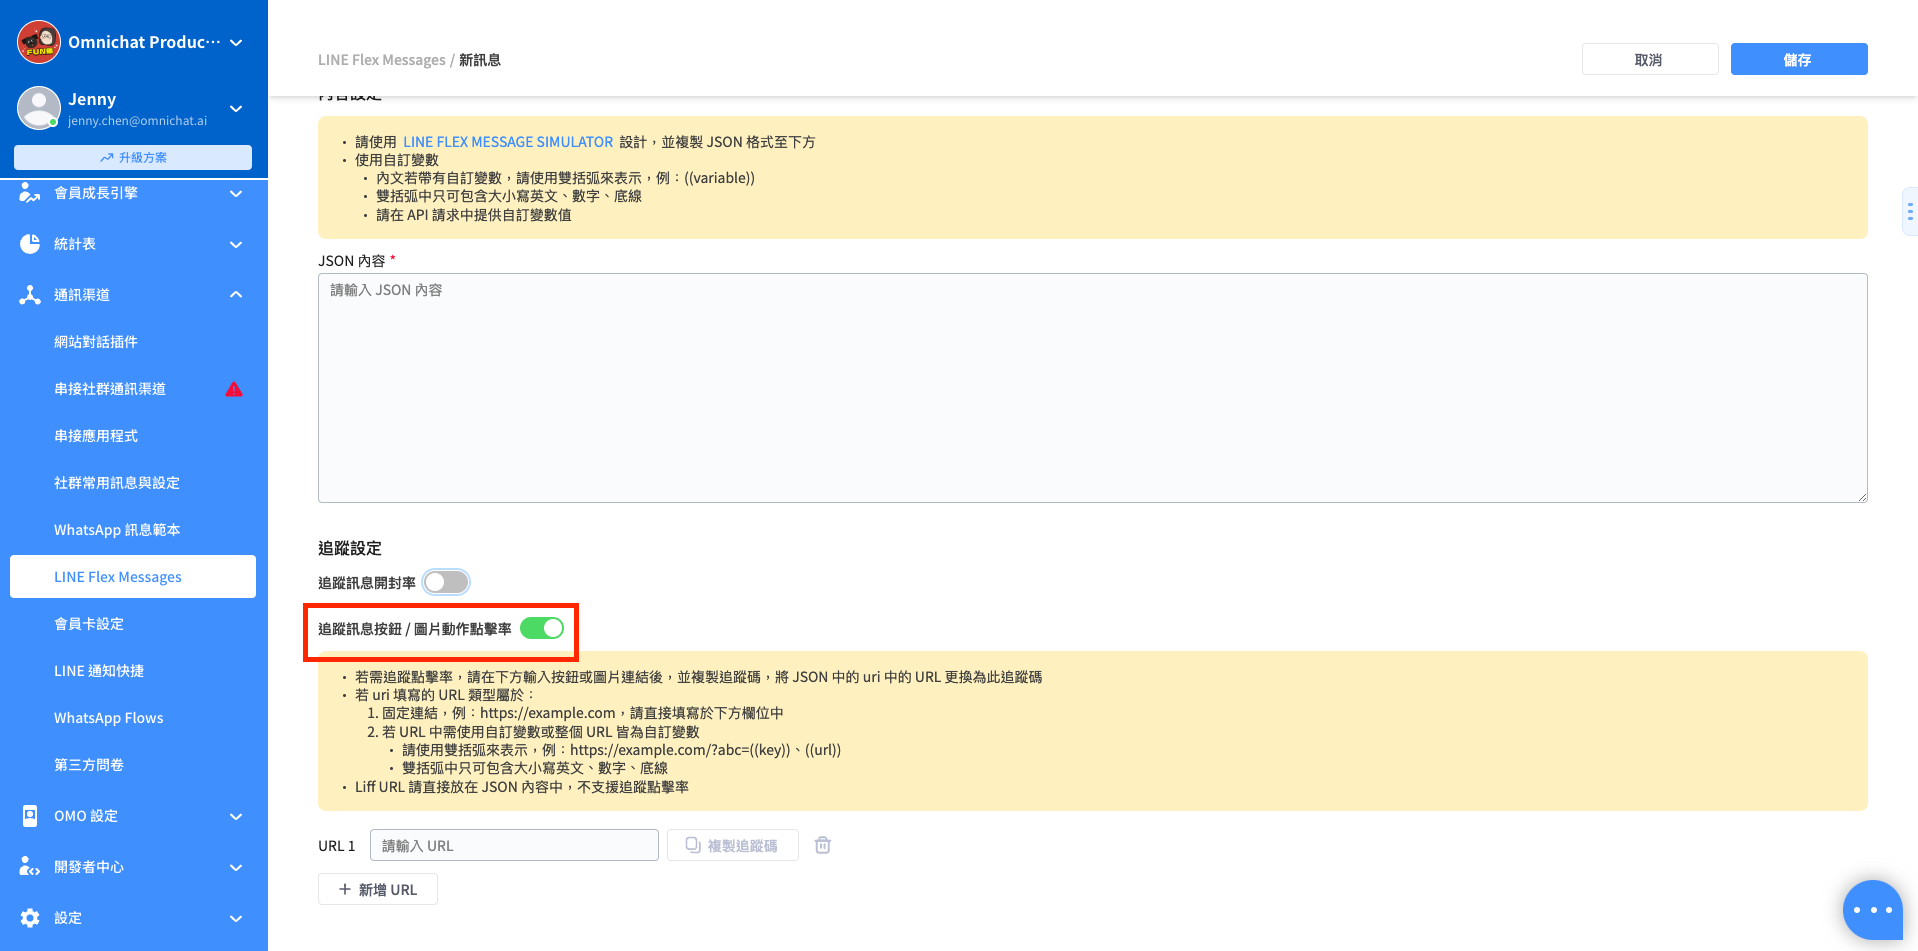 Omnichat Produc···
Jenny
jenny.chen@omnichat.ai
升級方案
會員成長引擎
統計表
通訊渠道
網站對話插件
串接社群通訊渠道
串接應用程式
社群常用訊息與設定
WhatsApp 訊息範本
LINE Flex Messages
會員卡設定
LINE 通知快捷
WhatsApp Flows
第三方問卷
OMO 設定
開發者中心
設定
LINE Flex Messages / 新訊息
取消
儲存
內容設定
• 請使用 LINE FLEX MESSAGE SIMULATOR 設計，並複製 JSON 格式至下方
• 使用自訂變數
• 內文若帶有自訂變數，請使用雙括弧來表示，例：((variable))
• 雙括弧中只可包含大小寫英文、數字、底線
• 請在 API 請求中提供自訂變數值
JSON 內容 *
請輸入 JSON 內容
追蹤設定
追蹤訊息開封率
追蹤訊息按鈕 / 圖片動作點擊率
• 若需追蹤點擊率，請在下方輸入按鈕或圖片連結後，並複製追蹤碼，將 JSON 中的 uri 中的 URL 更換為此追蹤碼
• 若 uri 填寫的 URL 類型屬於：
1. 固定連結，例：https://example.com，請直接填寫於下方欄位中
2. 若 URL 中需使用自訂變數或整個 URL 皆為自訂變數
• 請使用雙括弧來表示，例：https://example.com/?abc=((key))、((url))
• 雙括弧中只可包含大小寫英文、數字、底線
• Liff URL 請直接放在 JSON 內容中，不支援追蹤點擊率
URL 1
請輸入 URL
複製追蹤碼
+ 新增 URL